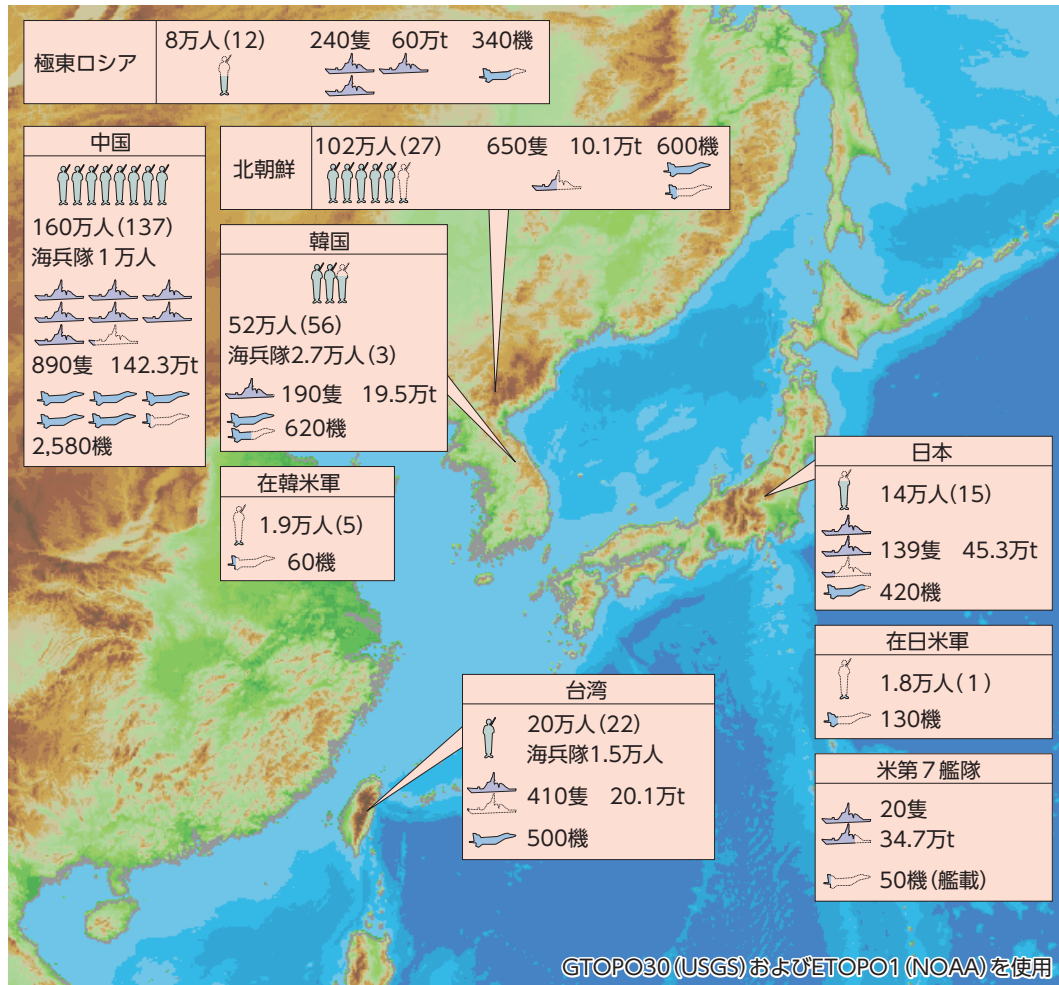 極東ロシア
8万人(12) 240隻 60万t 340機
中国
160万人(137)
海兵隊1万人
890隻 142.3万t
2,580機
北朝鮮
102万人(27) 650隻 10.1万t 600機
韓国
52万人(56)
海兵隊2.7万人(3)
190隻 19.5万t
620機
在韓米軍
1.9万人(5)
60機
日本
14万人(15)
139隻 45.3万t
420機
在日米軍
1.8万人(1)
130機
台湾
20万人(22)
海兵隊1.5万人
410隻 20.1万t
500機
米第7艦隊
20隻
34.7万t
50機(艦載)
GTOPO30(USGS)およびETOPO1(NOAA)を使用